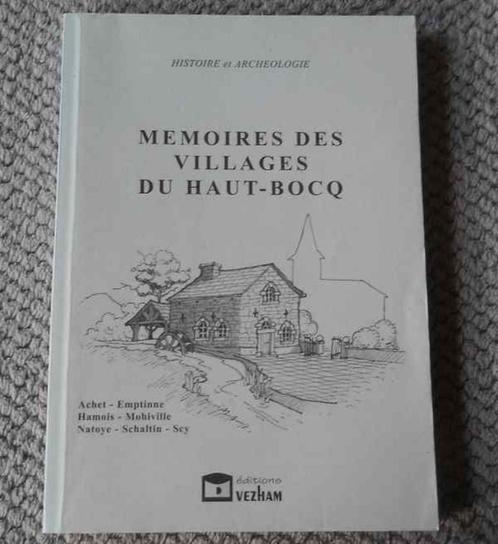 HISTOIRE et ARCHEOLOGIE
MEMOIRES DES
VILLAGES
DU HAUT-BOCQ
Achet - Emptinne
Hamois - Mohiville
Natoye - Schaltin - Scy
éditions
VEZHAM